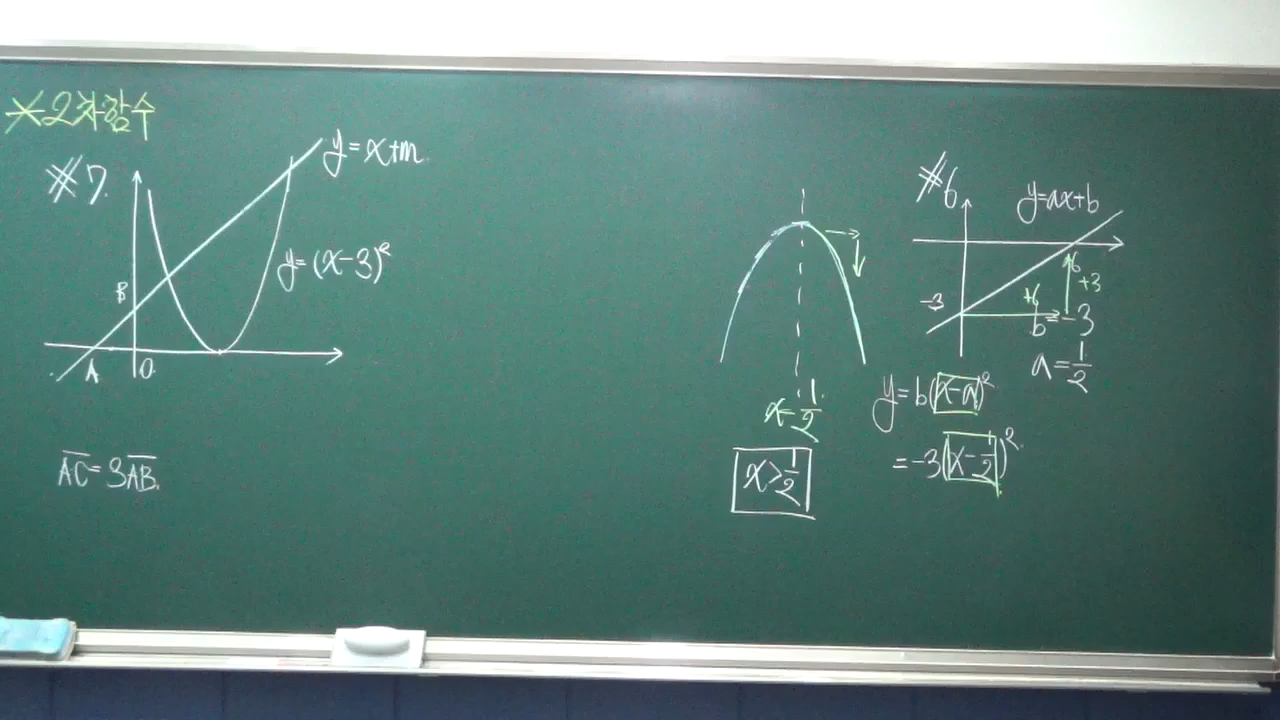 ※2차함수
#7.
y=x+m
y=(x-3)²
B
A
O
AC=3AB.
#6
y=ax+b
-3
6
+3
+6
b=-3
a=1/2
x=1/2
x>1/2
y=b(x-a)²
=-3(x-1/2)²